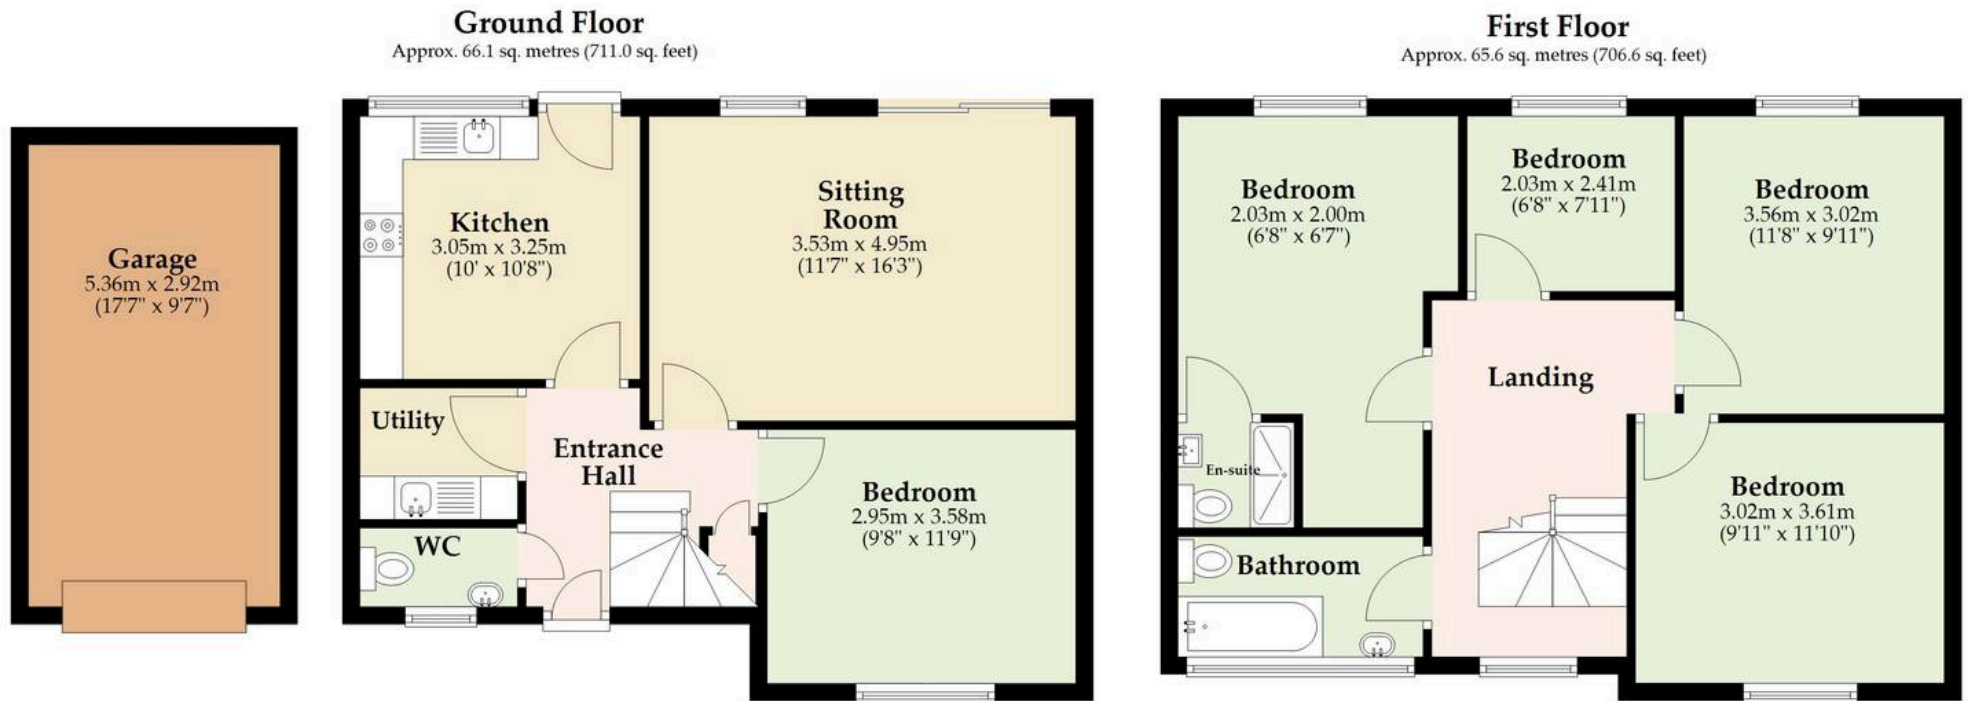 Ground Floor
Approx. 66.1 sq. metres (711.0 sq. feet)
Garage
5.36m x 2.92m
(17'7" x 9'7")
Kitchen
3.05m x 3.25m
(10' x 10'8")
Sitting
Room
3.53m x 4.95m
(11'7" x 16'3")
Utility
Entrance
Hall
WC
Bedroom
2.95m x 3.58m
(9'8" x 11'9")
First Floor
Approx. 65.6 sq. metres (706.6 sq. feet)
Bedroom
2.03m x 2.00m
(6'8" x 6'7")
Bedroom
2.03m x 2.41m
(6'8" x 7'11")
Bedroom
3.56m x 3.02m
(11'8" x 9'11")
Landing
En-suite
Bathroom
Bedroom
3.02m x 3.61m
(9'11" x 11'10")